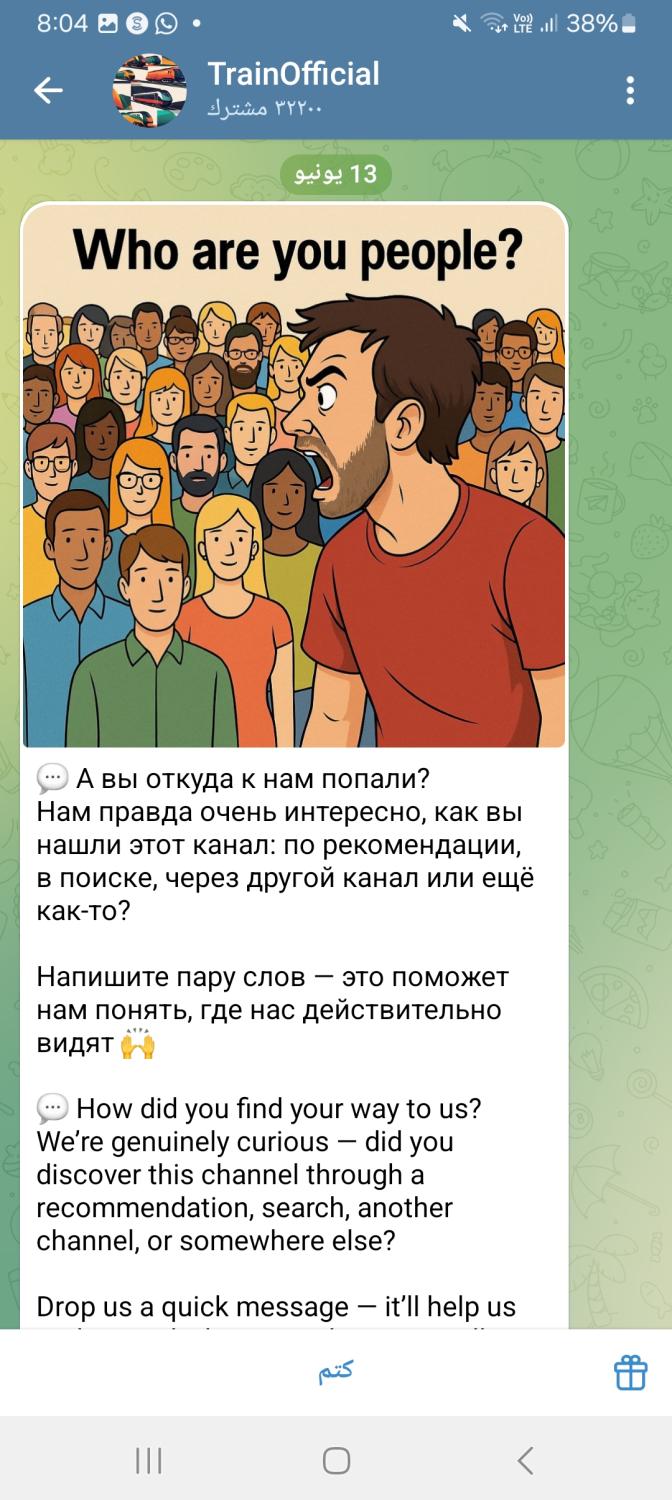 8:04
Vo))
LTE
38%
TrainOfficial
٣٢٢٠٠ مشترك
13 يونيو
Who are you people?
💬 А вы откуда к нам попали?
Нам правда очень интересно, как вы
нашли этот канал: по рекомендации,
в поиске, через другой канал или ещё
как-то?
Напишите пару слов — это поможет
нам понять, где нас действительно
видят 🙌
💬 How did you find your way to us?
We’re genuinely curious — did you
discover this channel through a
recommendation, search, another
channel, or somewhere else?
Drop us a quick message — it’ll help us
كتم